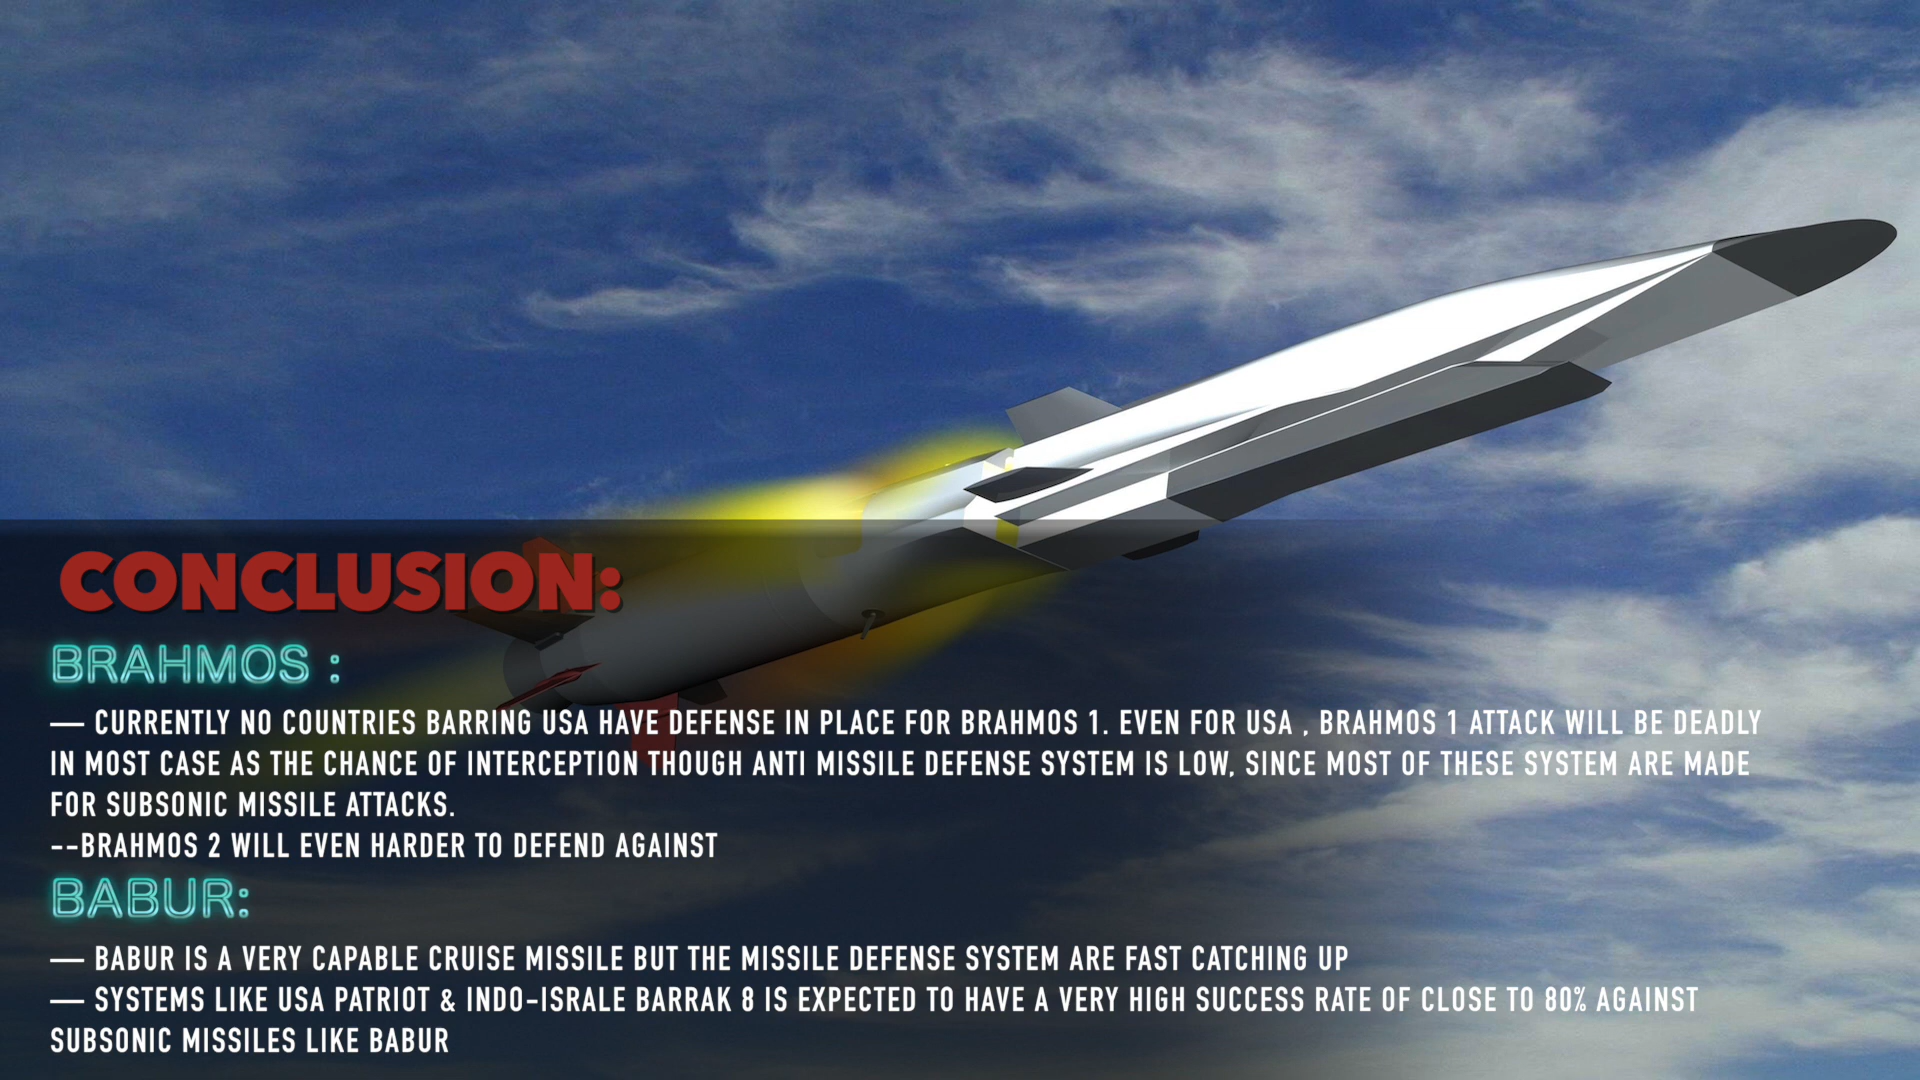 CONCLUSION:
BRAHMOS :
— CURRENTLY NO COUNTRIES BARRING USA HAVE DEFENSE IN PLACE FOR BRAHMOS 1. EVEN FOR USA , BRAHMOS 1 ATTACK WILL BE DEADLY
IN MOST CASE AS THE CHANCE OF INTERCEPTION THOUGH ANTI MISSILE DEFENSE SYSTEM IS LOW, SINCE MOST OF THESE SYSTEM ARE MADE
FOR SUBSONIC MISSILE ATTACKS.
--BRAHMOS 2 WILL EVEN HARDER TO DEFEND AGAINST
BABUR:
— BABUR IS A VERY CAPABLE CRUISE MISSILE BUT THE MISSILE DEFENSE SYSTEM ARE FAST CATCHING UP
— SYSTEMS LIKE USA PATRIOT & INDO-ISRALE BARRAK 8 IS EXPECTED TO HAVE A VERY HIGH SUCCESS RATE OF CLOSE TO 80% AGAINST
SUBSONIC MISSILES LIKE BABUR